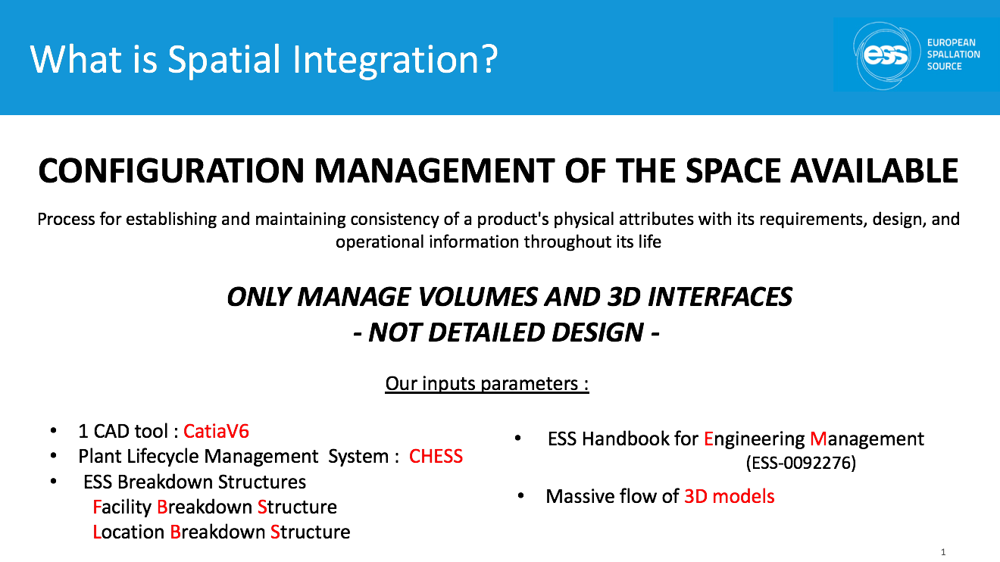 What is Spatial Integration?
ess
EUROPEAN
SPALLATION
SOURCE
CONFIGURATION MANAGEMENT OF THE SPACE AVAILABLE
Process for establishing and maintaining consistency of a product's physical attributes with its requirements, design, and
operational information throughout its life
ONLY MANAGE VOLUMES AND 3D INTERFACES
- NOT DETAILED DESIGN -
Our inputs parameters :
• 1 CAD tool : CatiaV6
• Plant Lifecycle Management System : CHESS
• ESS Breakdown Structures
Facility Breakdown Structure
Location Breakdown Structure
• ESS Handbook for Engineering Management
(ESS-0092276)
• Massive flow of 3D models
1